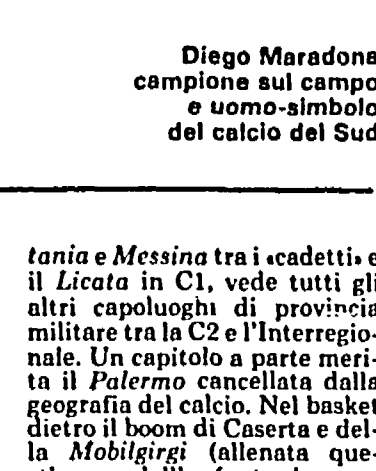 Diego Maradona
campione sul campo
e uomo-simbolo
del calcio del Sud
tania e Messina tra i «cadetti» e
il Licata in C1, vede tutti gli
altri capoluoghi di provincia
militare tra la C2 e l'Interregio-
nale. Un capitolo a parte meri-
ta il Palermo cancellata dalla
geografia del calcio. Nel basket
dietro il boom di Caserta e del-
la Mobilgirgi (allenata que-